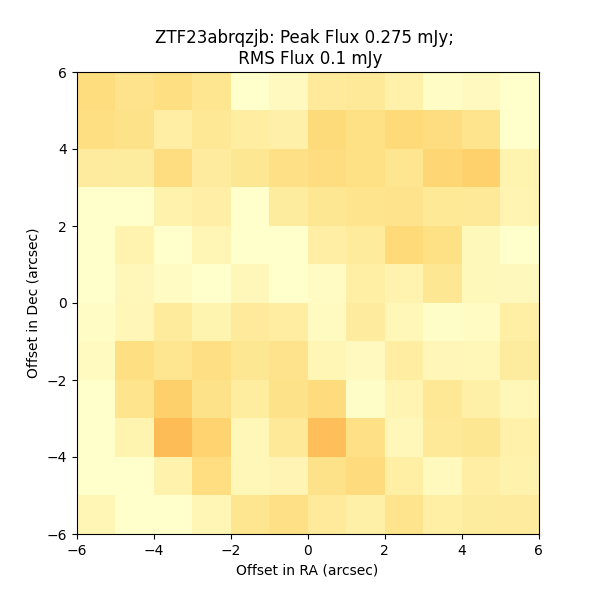 ZTF23abrqzjb: Peak Flux 0.275 mJy;
RMS Flux 0.1 mJy
6
4
2
0
−2
−4
−6
Offset in Dec (arcsec)
−6 −4 −2 0 2 4 6
Offset in RA (arcsec)